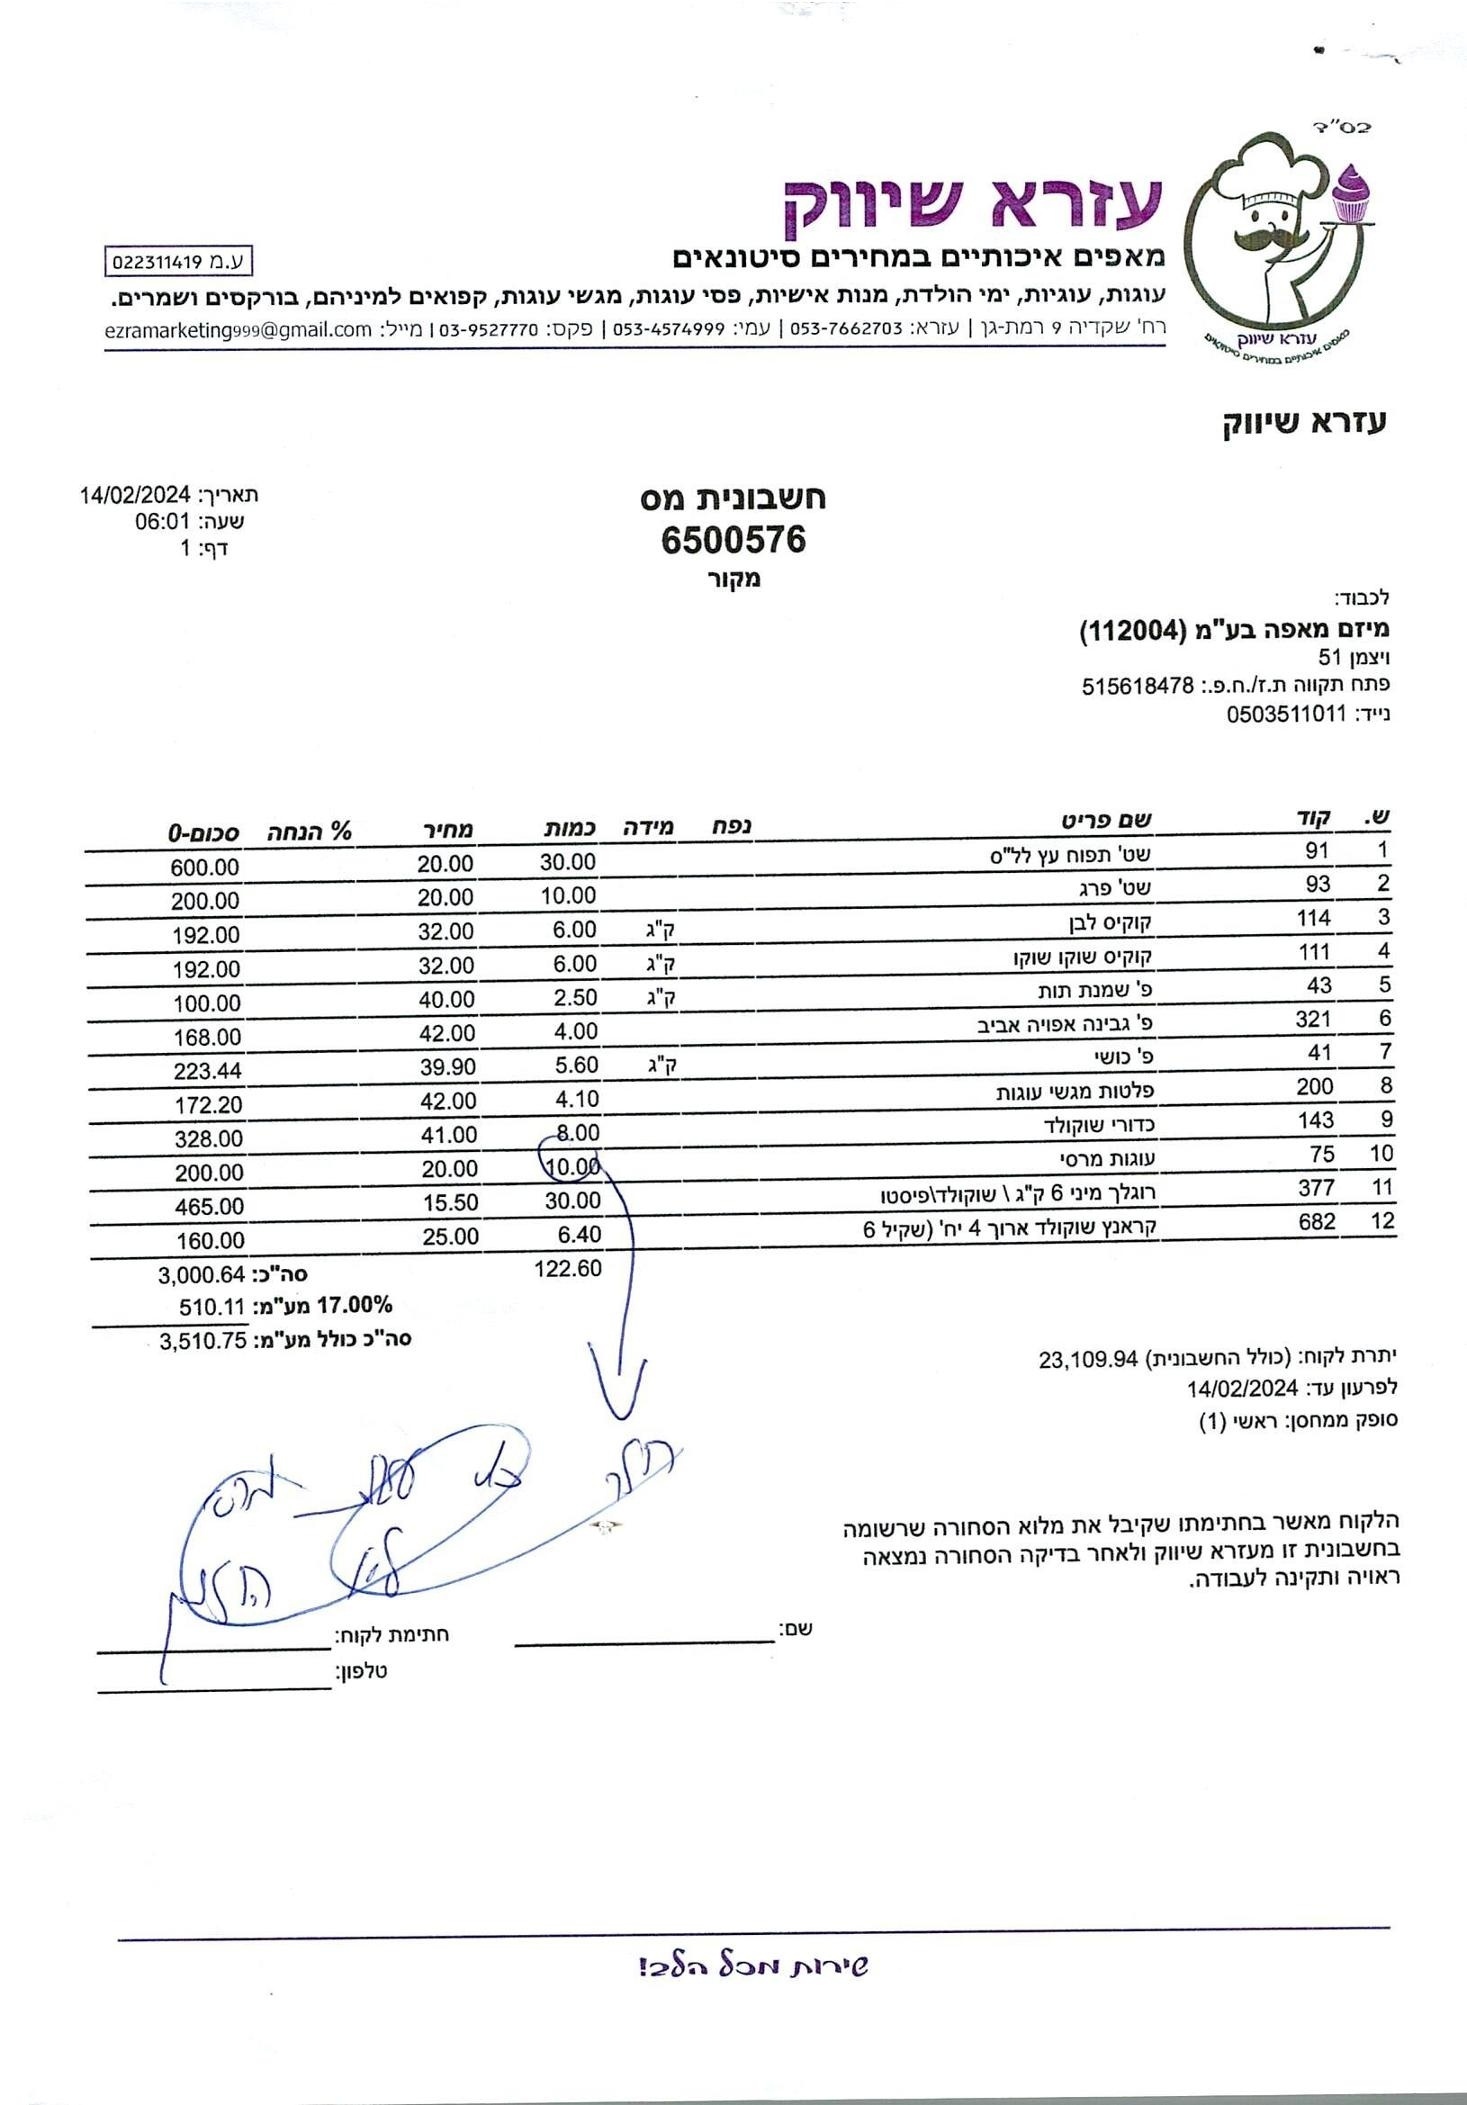 בס"ד
עזרא שיווק
מאפים איכותיים במחירים סיטונאים
ע.מ 022311419
עוגות, עוגיות, ימי הולדת, מנות אישיות, פסי עוגות, מגשי עוגות, קפואים למיניהם, בורקסים ושמרים.
רח' שקדיה 9 רמת-גן | עזרא: 053-7662703 | עמי: 053-4574999 | פקס: 03-9527770 | מייל: ezramarketing999@gmail.com
עזרא שיווק
מאפים איכותיים במחירים סיטונאים
עזרא שיווק
תאריך: 14/02/2024
שעה: 06:01
דף: 1
חשבונית מס
6500576
מקור
לכבוד:
מיזם מאפה בע"מ (112004)
ויצמן 51
פתח תקווה ת.ז/.ח.פ.: 515618478
נייד: 0503511011
ש. קוד שם פריט נפח מידה כמות מחיר % הנחה סכום-0
1 91 שט' תפוח עץ לל"ס 30.00 20.00 600.00
2 93 שט' פרג 10.00 20.00 200.00
3 114 קוקיס לבן ק"ג 6.00 32.00 192.00
4 111 קוקיס שוקו שוקו ק"ג 6.00 32.00 192.00
5 43 פ' שמנת תות ק"ג 2.50 40.00 100.00
6 321 פ' גבינה אפויה אביב 4.00 42.00 168.00
7 41 פ' כושי ק"ג 5.60 39.90 223.44
8 200 פלטות מגשי עוגות 4.10 42.00 172.20
9 143 כדורי שוקולד 8.00 41.00 328.00
10 75 עוגות מרסי 10.00 20.00 200.00
11 377 רוגלך מיני 6 ק"ג \ שוקולד\פיסטו 30.00 15.50 465.00
12 682 קראנץ שוקולד ארוך 4 יח' (שקיל 6 6.40 25.00 160.00
122.60 סה"כ: 3,000.64
17.00% מע"מ: 510.11
סה"כ כולל מע"מ: 3,510.75
יתרת לקוח: (כולל החשבונית) 23,109.94
לפרעון עד: 14/02/2024
סופק ממחסן: ראשי (1)
הלקוח מאשר בחתימתו שקיבל את מלוא הסחורה שרשומה
בחשבונית זו מעזרא שיווק ולאחר בדיקה הסחורה נמצאה
ראויה ותקינה לעבודה.
שם: חתימת לקוח:
טלפון:
שירות מכל הלב!